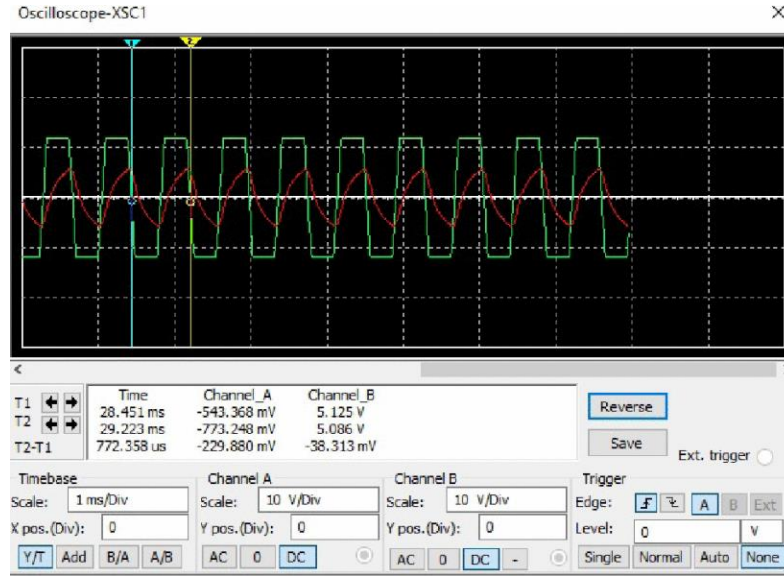 Oscilloscope-XSC1
1 2
Time Channel_A Channel_B
T1 28.451 ms -543.368 mV 5.125 V
T2 29.223 ms -773.248 mV 5.086 V
T2-T1 772.358 us -229.880 mV -38.313 mV
Reverse
Save
Ext. trigger
Timebase
Scale: 1 ms/Div
X pos.(Div): 0
Y/T Add B/A A/B
Channel A
Scale: 10 V/Div
Y pos.(Div): 0
AC 0 DC
Channel B
Scale: 10 V/Div
Y pos.(Div): 0
AC 0 DC -
Trigger
Edge: A B Ext
Level: 0 V
Single Normal Auto None